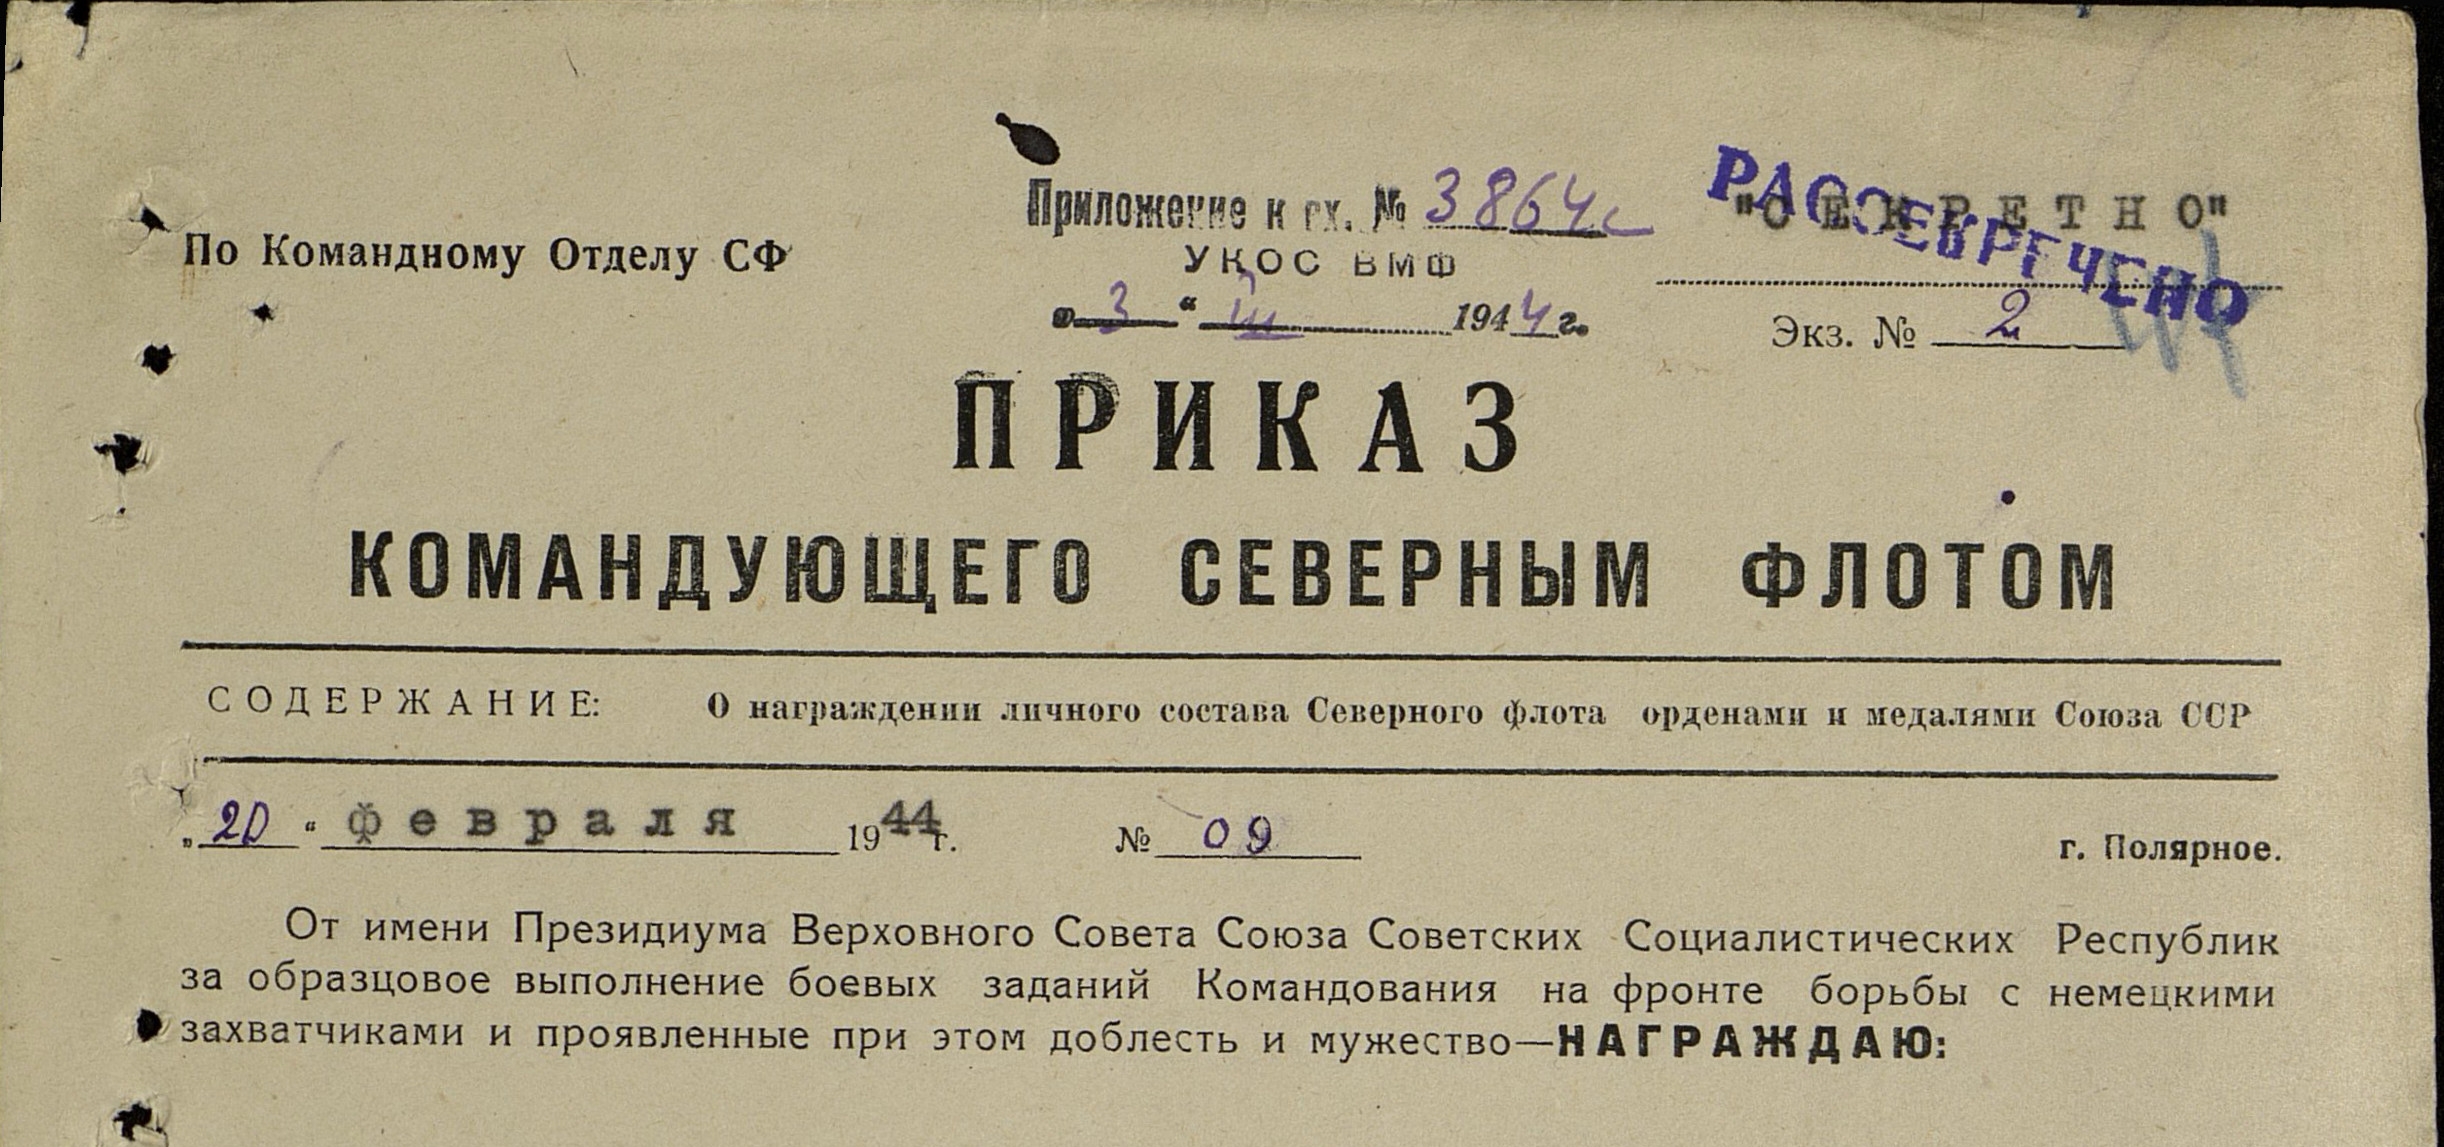 Приложение к вх. № 3864с
УКОС ВМФ
"3" III 1944 г.
РАССЕКРЕЧЕНО
"СЕКРЕТНО"
Экз. № 2
По Командному Отделу СФ
ПРИКАЗ
КОМАНДУЮЩЕГО СЕВЕРНЫМ ФЛОТОМ
СОДЕРЖАНИЕ: О награждении личного состава Северного флота орденами и медалями Союза ССР
„20“ февраля 1944г. № 09 г. Полярное.
От имени Президиума Верховного Совета Союза Советских Социалистических Республик
за образцовое выполнение боевых заданий Командования на фронте борьбы с немецкими
захватчиками и проявленные при этом доблесть и мужество—НАГРАЖДАЮ: